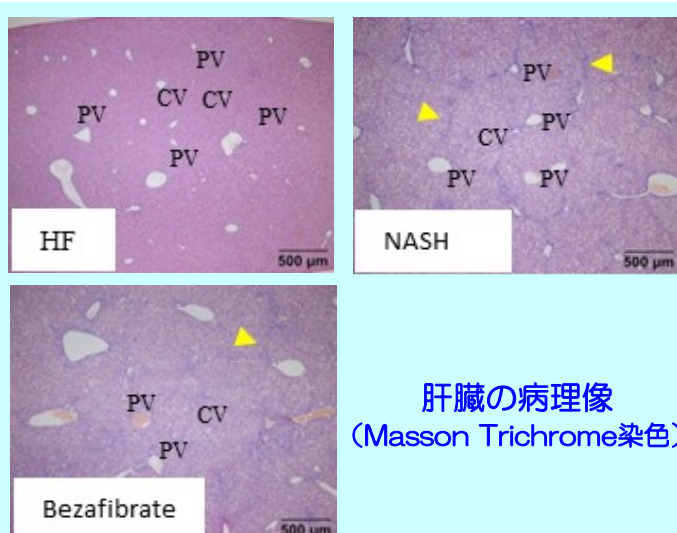 PV
CV CV
PV
PV
PV
HF
500 µm
PV
PV
CV
PV
PV
NASH
500 µm
PV
CV
PV
Bezafibrate
500 µm
肝臓の病理像
(Masson Trichrome染色)